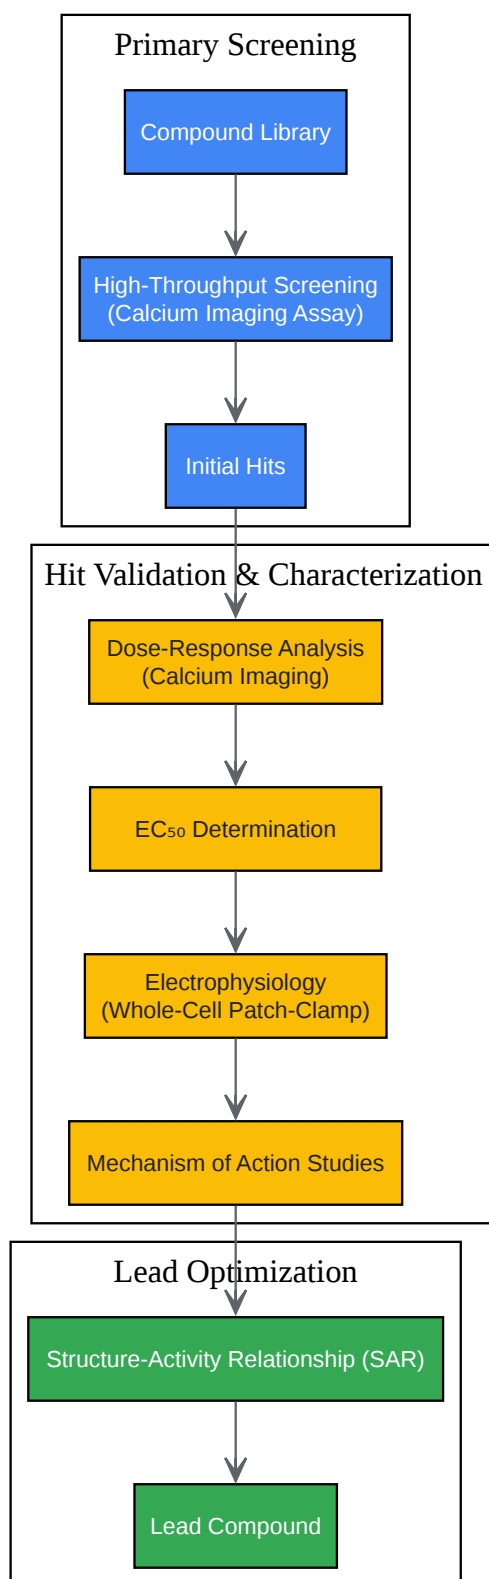 Primary Screening
Compound Library
High-Throughput Screening
(Calcium Imaging Assay)
Initial Hits
Hit Validation & Characterization
Dose-Response Analysis
(Calcium Imaging)
EC₅₀ Determination
Electrophysiology
(Whole-Cell Patch-Clamp)
Mechanism of Action Studies
Lead Optimization
Structure-Activity Relationship (SAR)
Lead Compound